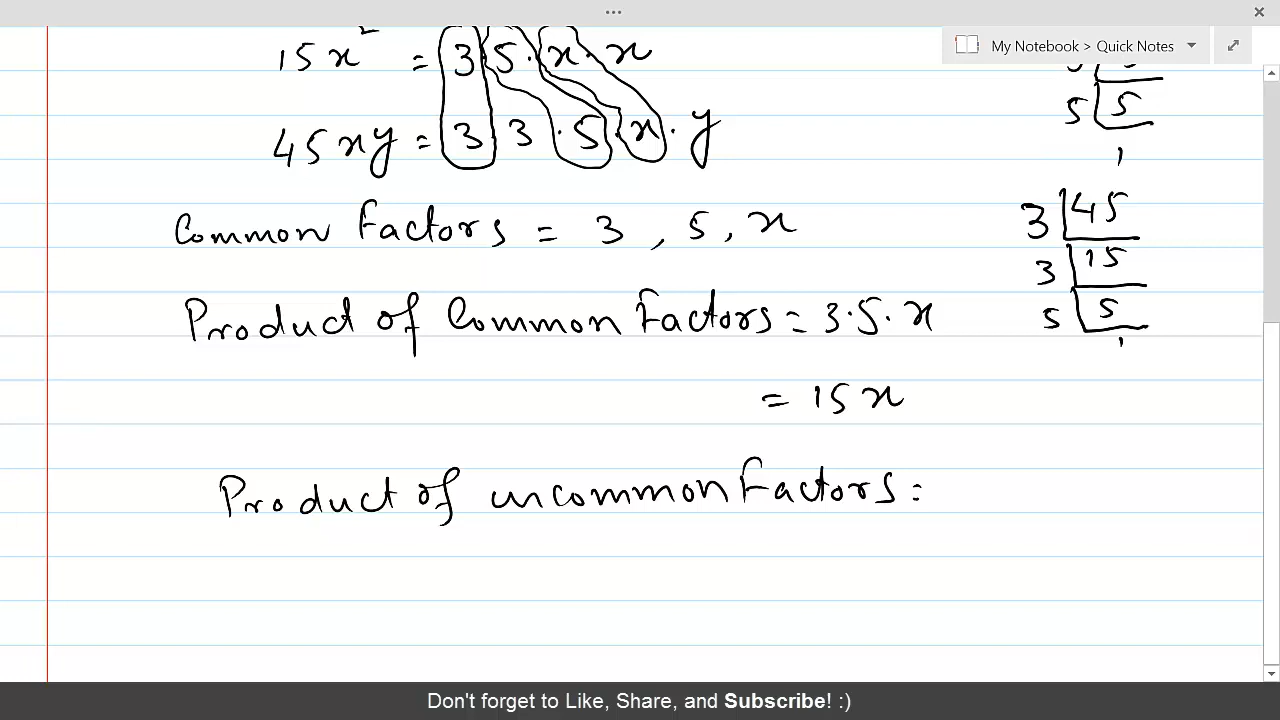 ...
My Notebook > Quick Notes
15x² = 3 5·x·x
45xy = 3 3·5·x·y
Common Factors = 3, 5, x
Product of Common Factors = 3·5·x
= 15x
Product of uncommon Factors =
5 5
1
3 45
3 15
5 5
1
Don't forget to Like, Share, and Subscribe! :)